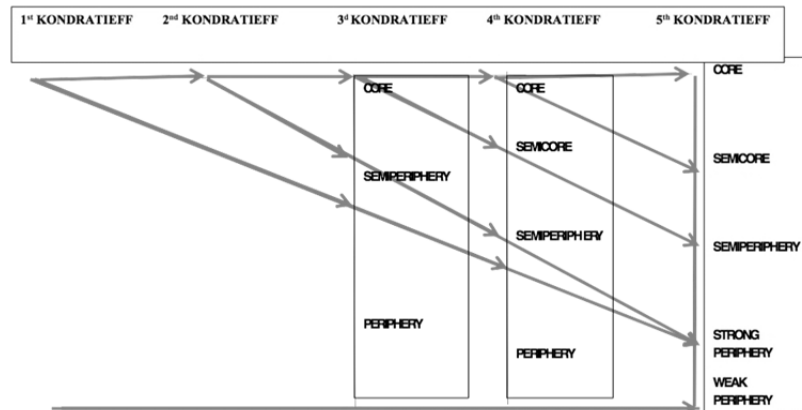 1st KONDRATIEFF 2nd KONDRATIEFF 3d KONDRATIEFF 4th KONDRATIEFF 5th KONDRATIEFF
CORE
CORE CORE
SEMICORE
SEMICORE
SEMIPERIPHERY
SEMIPERIPHERY
SEMIPERIPHERY
PERIPHERY
STRONG
PERIPHERY
PERIPHERY
WEAK
PERIPHERY